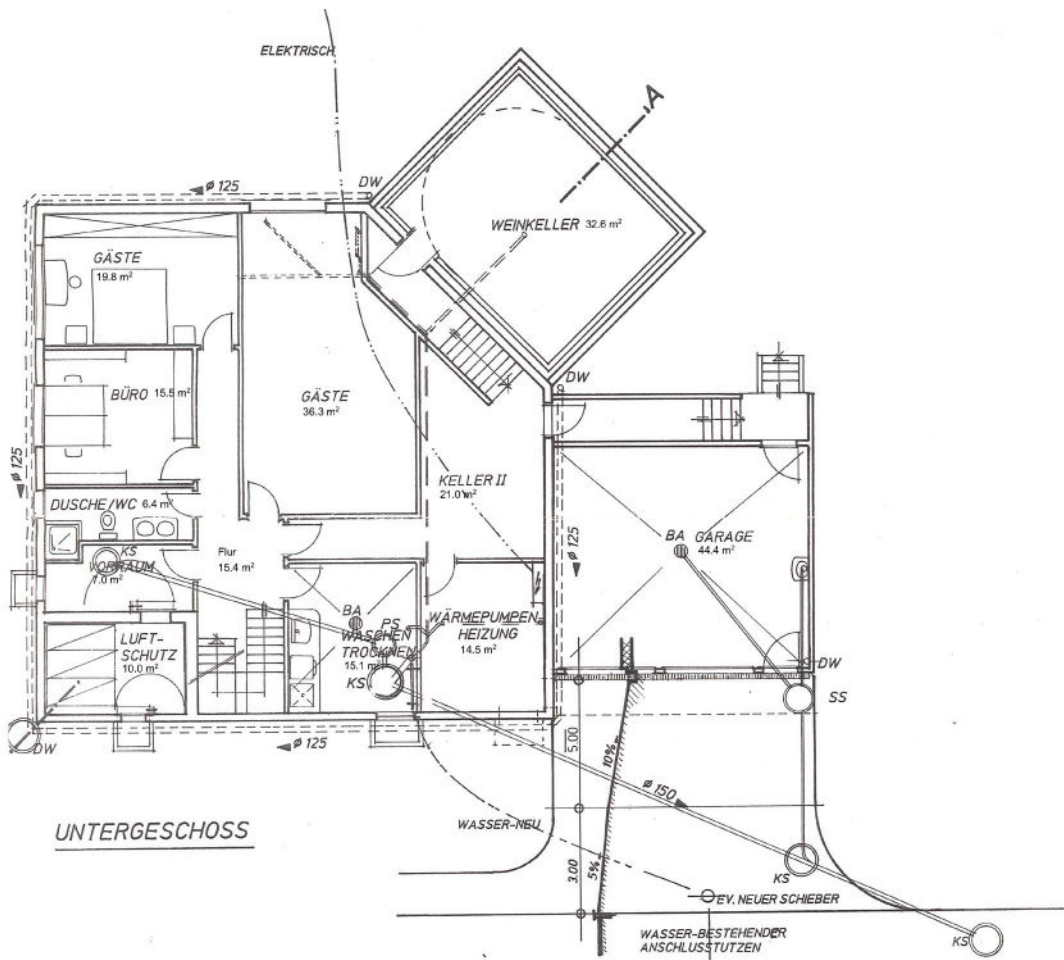 ELEKTRISCH
A
ø 125
DW
WEINKELLER 32.6 m²
GÄSTE
19.8 m²
BÜRO 15.5 m²
GÄSTE
36.3 m²
DW
ø 125
KELLER II
21.0 m²
DUSCHE/WC 6.4 m²
ø 125
BA GARAGE
44.4 m²
KS
VORRAUM
7.0 m²
Flur
15.4 m²
BA
PS
WASCHEN
TROCKNEN
15.1 m²
KS
WÄRMEPUMPEN-
HEIZUNG
14.5 m²
LUFT-
SCHUTZ
10.0 m²
DW
SS
DW
ø 125
5.00
10%
ø 150
UNTERGESCHOSS
WASSER-NEU
3.00
5%
KS
EV. NEUER SCHIEBER
WASSER-BESTEHENDER
ANSCHLUSSTUTZEN
KS